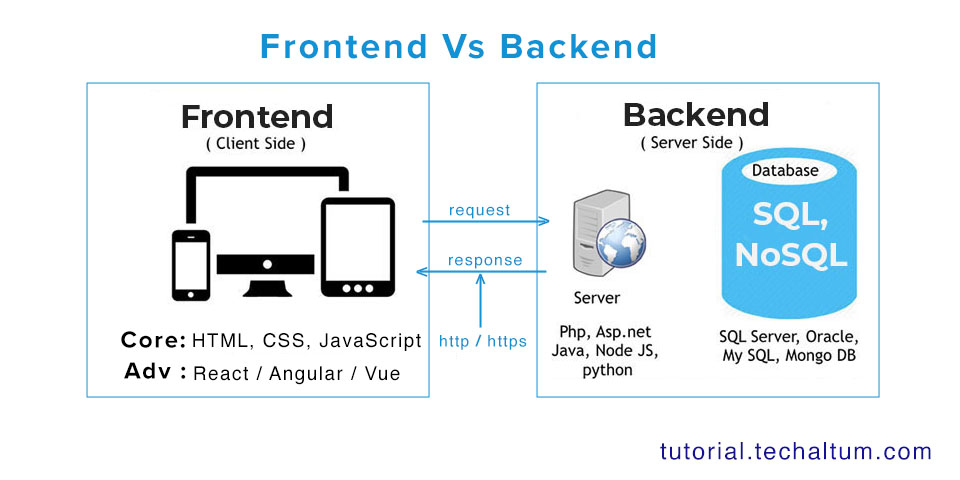 Frontend Vs Backend
Frontend
( Client Side )
Core: HTML, CSS, JavaScript
Adv : React / Angular / Vue
request
response
http / https
Backend
( Server Side )
Server
Php, Asp.net
Java, Node JS,
python
Database
SQL,
NoSQL
SQL Server, Oracle,
My SQL, Mongo DB
tutorial.techaltum.com